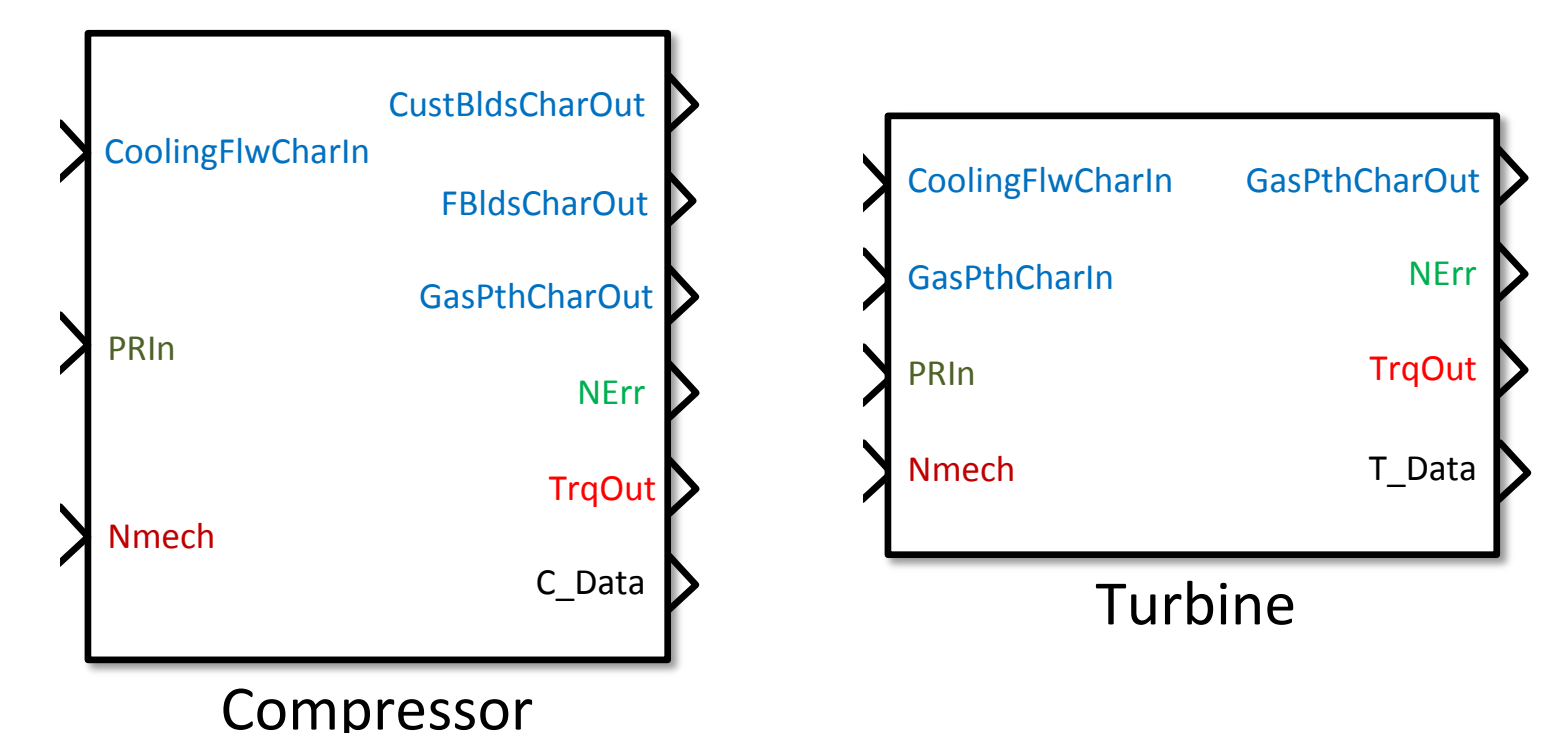 CustBldsCharOut
CoolingFlwCharIn
FBldsCharOut
GasPthCharOut
PRIn
NErr
TrqOut
Nmech
C_Data
Compressor
CoolingFlwCharIn GasPthCharOut
GasPthCharIn NErr
PRIn TrqOut
Nmech T_Data
Turbine